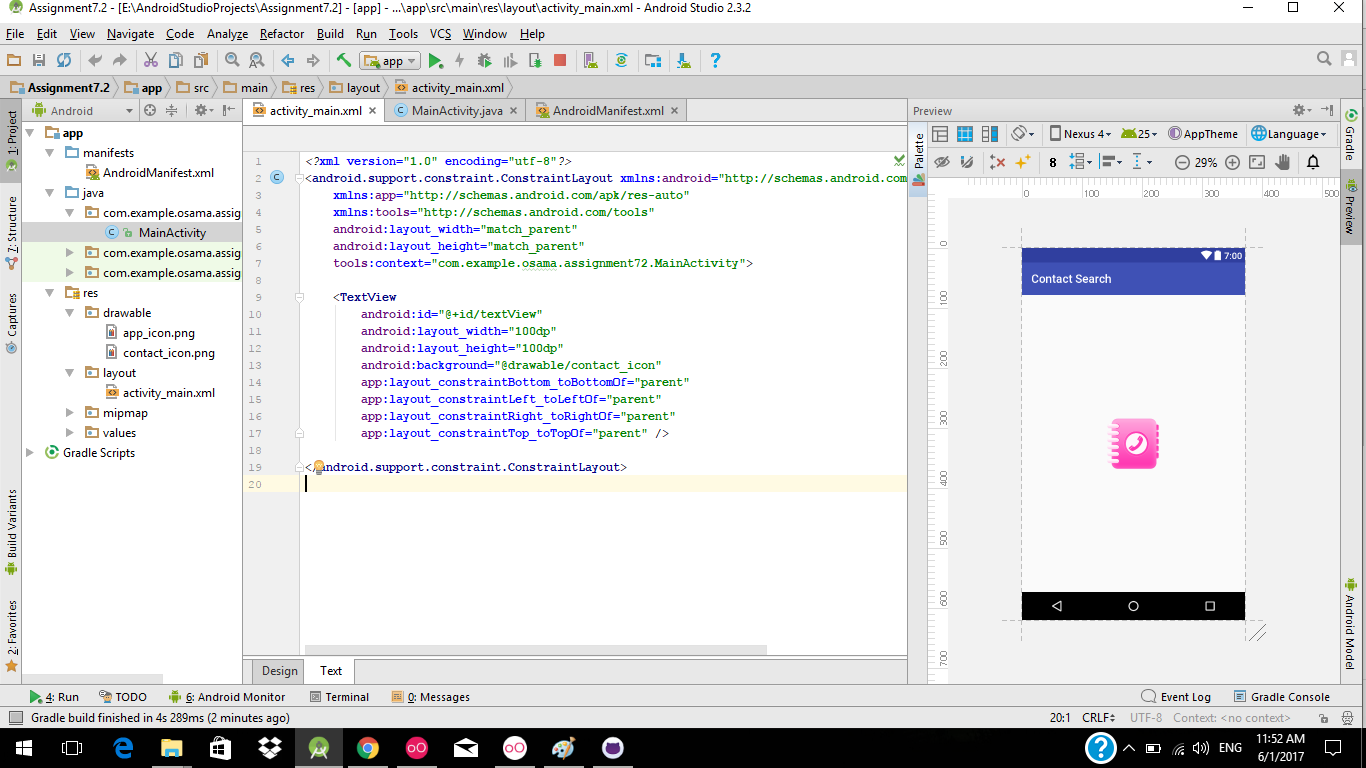 Assignment7.2 - [E:\AndroidStudioProjects\Assignment7.2] - [app] - ...\app\src\main\res\layout\activity_main.xml - Android Studio 2.3.2
File Edit View Navigate Code Analyze Refactor Build Run Tools VCS Window Help
app
Assignment7.2 app src main res layout activity_main.xml
Android
activity_main.xml MainActivity.java AndroidManifest.xml
Preview
1: Project
7: Structure
Captures
Build Variants
2: Favorites
app
manifests
AndroidManifest.xml
java
com.example.osama.assig
MainActivity
com.example.osama.assig
com.example.osama.assig
res
drawable
app_icon.png
contact_icon.png
layout
activity_main.xml
mipmap
values
Gradle Scripts
1 <?xml version="1.0" encoding="utf-8"?>
2 <android.support.constraint.ConstraintLayout xmlns:android="http://schemas.android.com
3 xmlns:app="http://schemas.android.com/apk/res-auto"
4 xmlns:tools="http://schemas.android.com/tools"
5 android:layout_width="match_parent"
6 android:layout_height="match_parent"
7 tools:context="com.example.osama.assignment72.MainActivity">
8
9 <TextView
10 android:id="@+id/textView"
11 android:layout_width="100dp"
12 android:layout_height="100dp"
13 android:background="@drawable/contact_icon"
14 app:layout_constraintBottom_toBottomOf="parent"
15 app:layout_constraintLeft_toLeftOf="parent"
16 app:layout_constraintRight_toRightOf="parent"
17 app:layout_constraintTop_toTopOf="parent" />
18
19 </android.support.constraint.ConstraintLayout>
20
Design Text
Palette
Nexus 4 25 AppTheme Language
8 29%
0 100 200 300 400 500
0
100
200
300
400
500
600
700
7:00
Contact Search
Gradle
Preview
Android Model
4: Run TODO 6: Android Monitor Terminal 0: Messages Event Log Gradle Console
Gradle build finished in 4s 289ms (2 minutes ago) 20:1 CRLF UTF-8 Context: <no context>
ENG 11:52 AM
6/1/2017